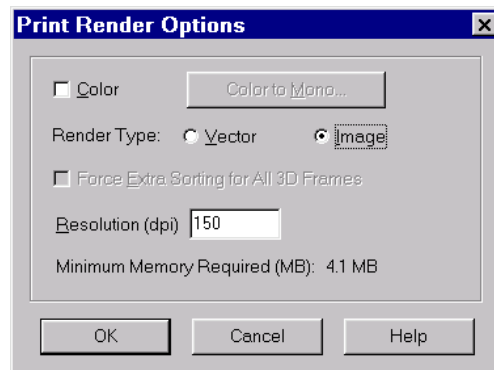 Print Render Options
Color
Color to Mono...
Render Type: Vector Image
Force Extra Sorting for All 3D Frames
Resolution (dpi) 150
Minimum Memory Required (MB): 4.1 MB
OK Cancel Help